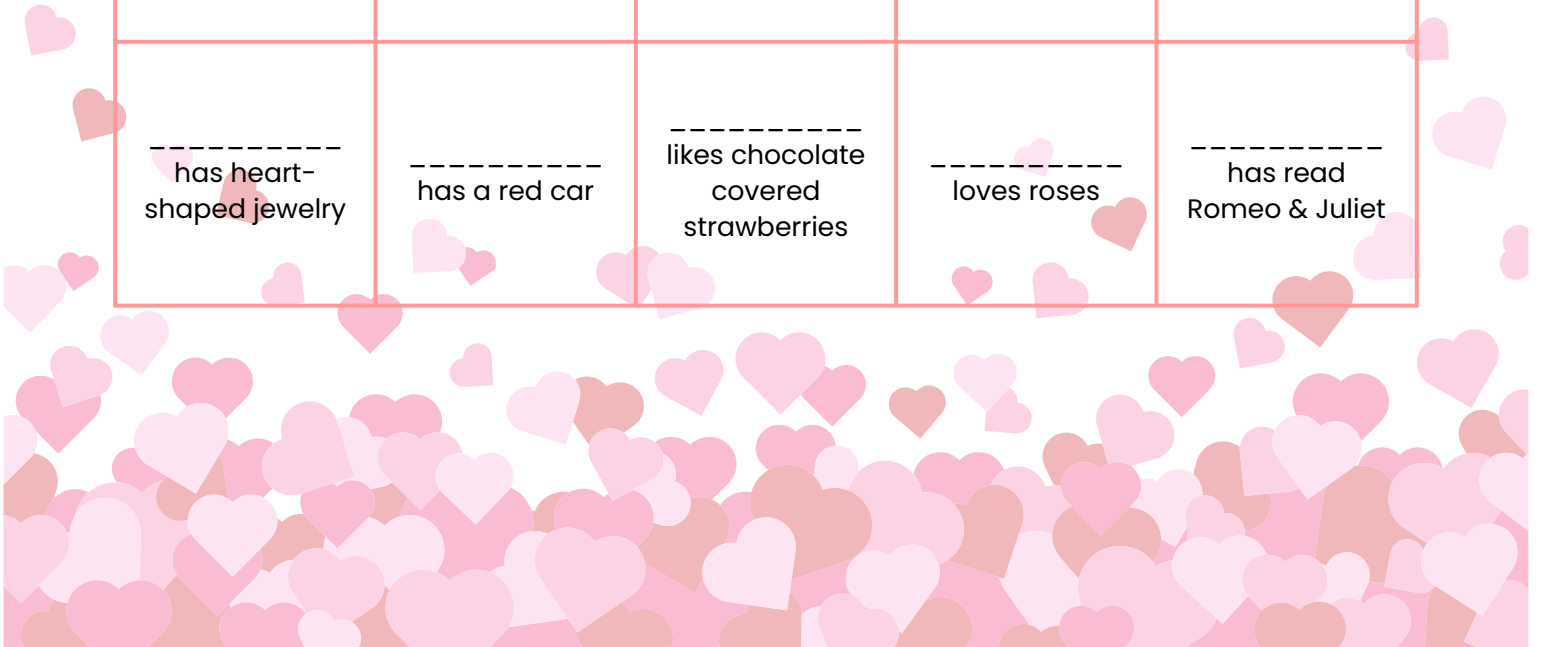 __________
has heart-
shaped jewelry
__________
has a red car
__________
likes chocolate
covered
strawberries
__________
loves roses
__________
has read
Romeo & Juliet